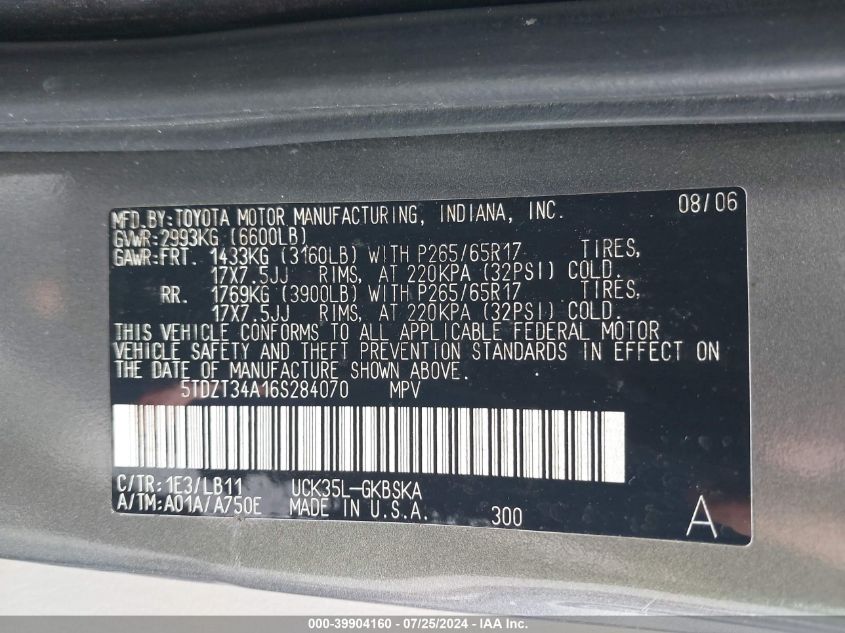 MFD.BY:TOYOTA MOTOR MANUFACTURING, INDIANA, INC. 08/06
GVWR:2993KG (6600LB)
GAWR:FRT. 1433KG (3160LB) WITH P265/65R17 TIRES,
17X7.5JJ RIMS, AT 220KPA (32PSI) COLD.
RR. 1769KG (3900LB) WITH P265/65R17 TIRES,
17X7.5JJ RIMS, AT 220KPA (32PSI) COLD.
THIS VEHICLE CONFORMS TO ALL APPLICABLE FEDERAL MOTOR
VEHICLE SAFETY AND THEFT PREVENTION STANDARDS IN EFFECT ON
THE DATE OF MANUFACTURE SHOWN ABOVE.
5TDZT34A16S284070 MPV
C/TR:1E3/LB11 UCK35L-GKBSKA
A/TM:A01A/A750E MADE IN U.S.A. 300 A
000-39904160 - 07/25/2024 - IAA Inc.